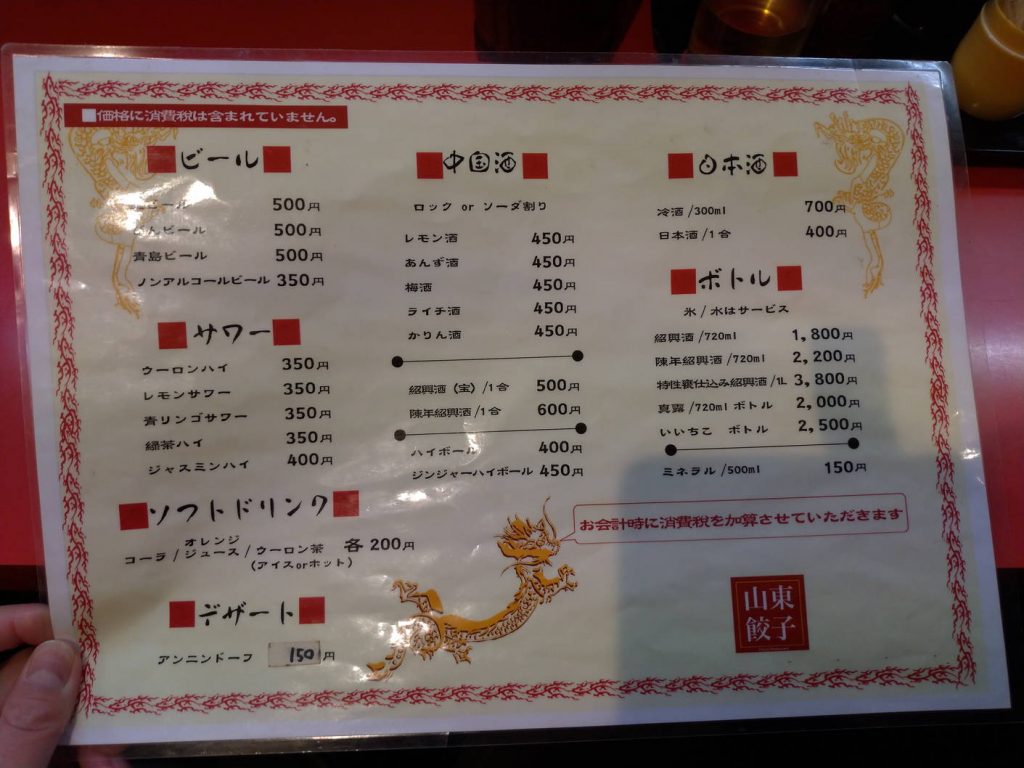 ■価格に消費税は含まれていません。
■ビール■
ビール 500円
びんビール 500円
青島ビール 500円
ノンアルコールビール 350円
■サワー■
ウーロンハイ 350円
レモンサワー 350円
青リンゴサワー 350円
緑茶ハイ 350円
ジャスミンハイ 400円
■ソフトドリンク■
コーラ/オレンジジュース/ウーロン茶 各200円
(アイスorホット)
■デザート■
アンニンドーフ 150円
■中国酒■
ロック or ソーダ割り
レモン酒 450円
あんず酒 450円
梅酒 450円
ライチ酒 450円
かりん酒 450円
紹興酒(宝)/1合 500円
陳年紹興酒/1合 600円
ハイボール 400円
ジンジャーハイボール 450円
■日本酒■
冷酒/300ml 700円
日本酒/1合 400円
■ボトル■
氷/水はサービス
紹興酒/720ml 1,800円
陳年紹興酒/720ml 2,200円
特性甕仕込み紹興酒/1L 3,800円
真露/720ml ボトル 2,000円
いいちこ ボトル 2,500円
ミネラル/500ml 150円
お会計時に消費税を加算させていただきます
山東
餃子